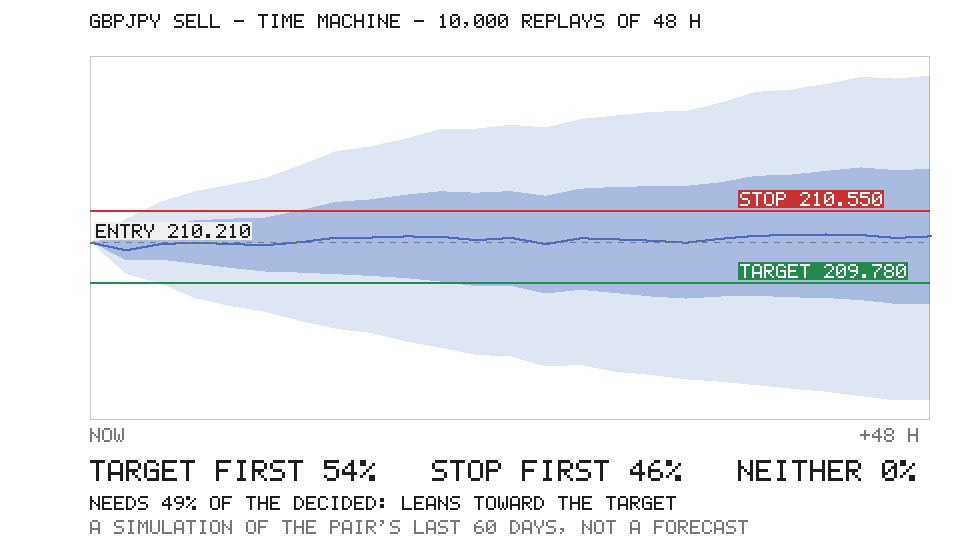 GBPJPY SELL - TIME MACHINE - 10,000 REPLAYS OF 48 H
STOP 210.550
ENTRY 210.210
TARGET 209.780
NOW +48 H
TARGET FIRST 54% STOP FIRST 46% NEITHER 0%
NEEDS 49% OF THE DECIDED: LEANS TOWARD THE TARGET
A SIMULATION OF THE PAIR'S LAST 60 DAYS, NOT A FORECAST